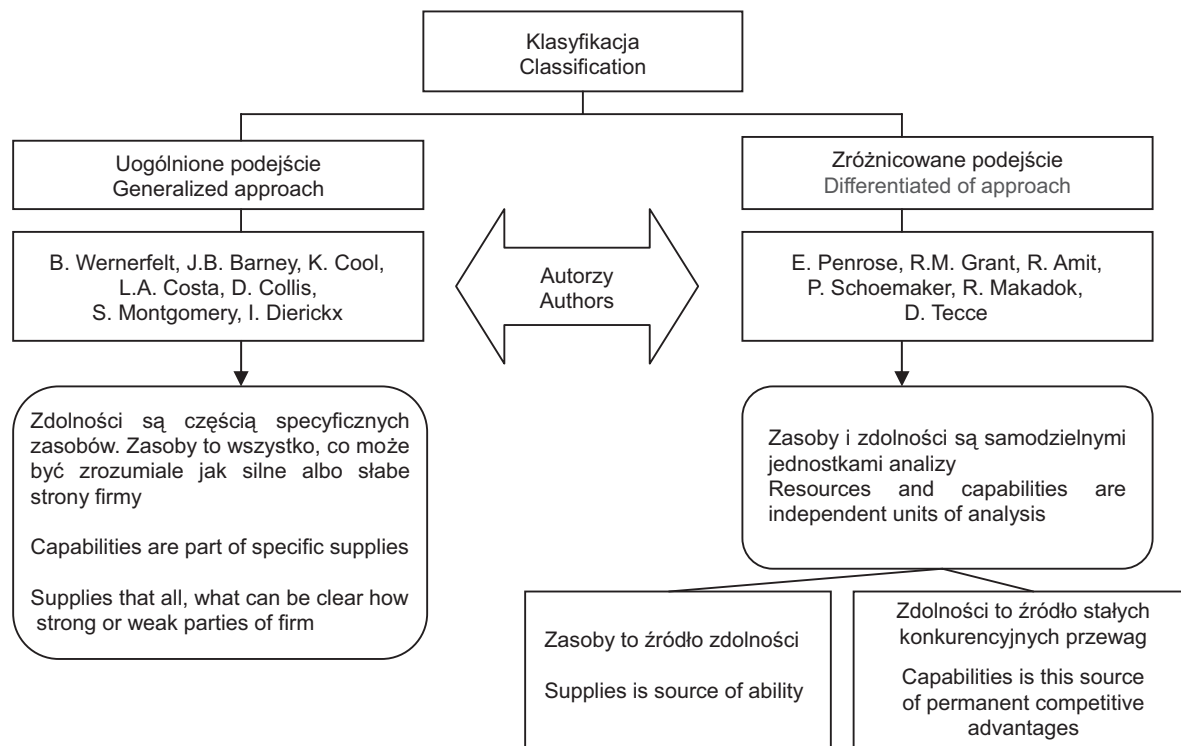 Klasyfikacja
Classification
Uogólnione podejście
Generalized approach
Zróżnicowane podejście
Differentiated of approach
B. Wernerfelt, J.B. Barney, K. Cool,
L.A. Costa, D. Collis,
S. Montgomery, I. Dierickx
Autorzy
Authors
E. Penrose, R.M. Grant, R. Amit,
P. Schoemaker, R. Makadok,
D. Tecce
Zdolności są częścią specyficznych
zasobów. Zasoby to wszystko, co może
być zrozumiale jak silne albo słabe
strony firmy
Capabilities are part of specific supplies
Supplies that all, what can be clear how
strong or weak parties of firm
Zasoby i zdolności są samodzielnymi
jednostkami analizy
Resources and capabilities are
independent units of analysis
Zasoby to źródło zdolności
Supplies is source of ability
Zdolności to źródło stałych
konkurencyjnych przewag
Capabilities is this source
of permanent competitive
advantages